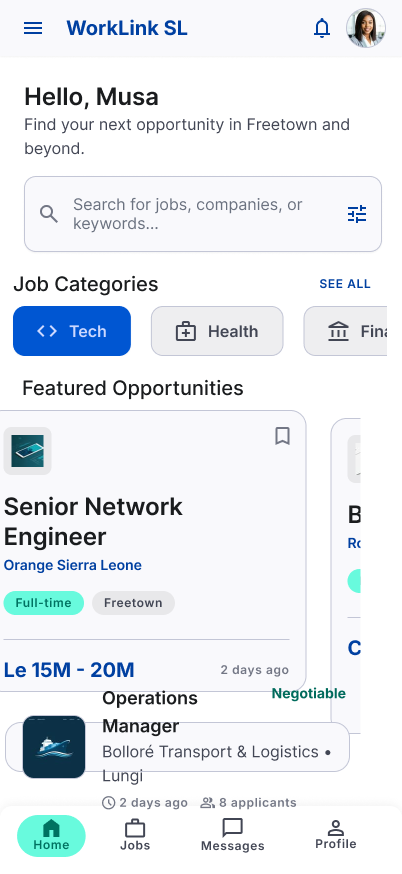 WorkLink SL
Hello, Musa
Find your next opportunity in Freetown and
beyond.
Search for jobs, companies, or
keywords...
Job Categories
SEE ALL
Tech
Health
Fina
Featured Opportunities
Senior Network
Engineer
Orange Sierra Leone
Full-time
Freetown
Le 15M - 20M
2 days ago
B
Ro
C
Operations
Manager
Negotiable
Bolloré Transport & Logistics •
Lungi
2 days ago
8 applicants
Home
Jobs
Messages
Profile